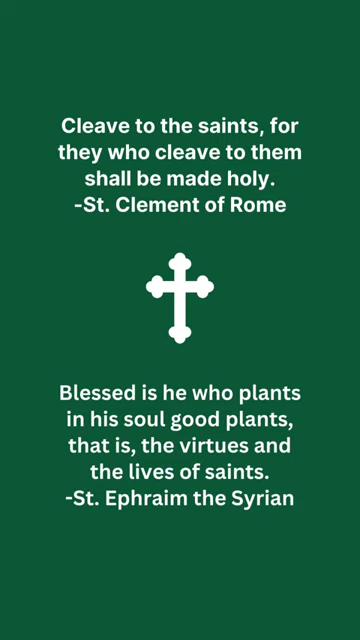 Cleave to the saints, for
they who cleave to them
shall be made holy.
-St. Clement of Rome
Blessed is he who plants
in his soul good plants,
that is, the virtues and
the lives of saints.
-St. Ephraim the Syrian